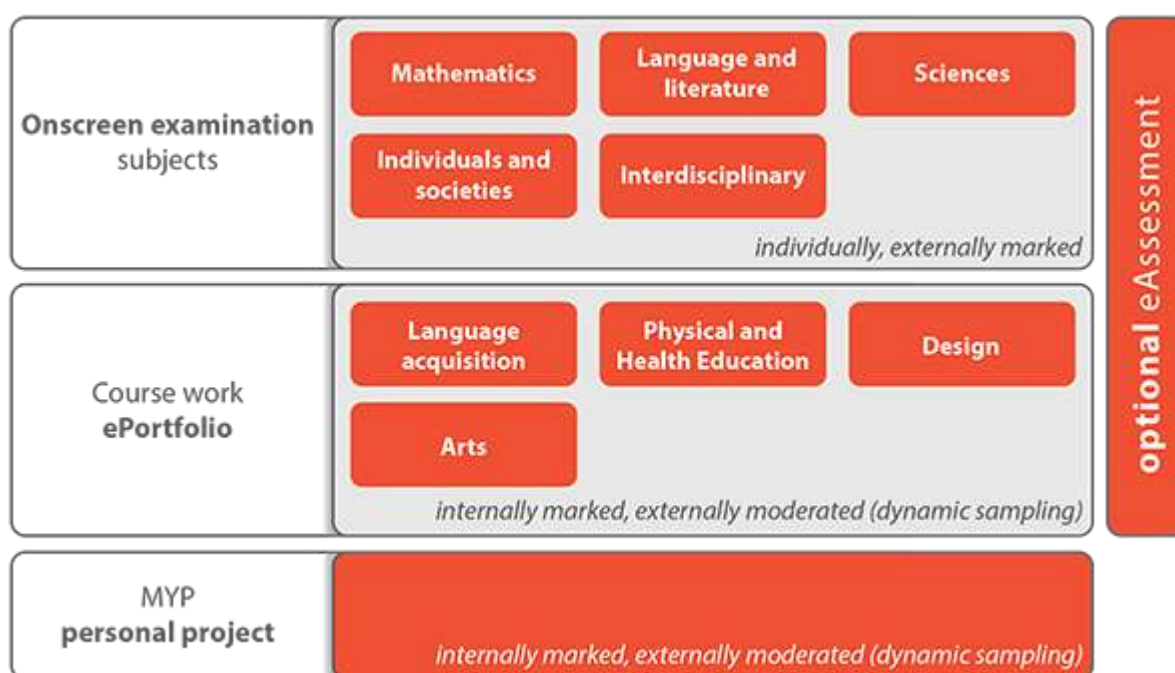 Onscreen examination
subjects
Mathematics
Language and
literature
Sciences
Individuals and
societies
Interdisciplinary
individually, externally marked
Course work
ePortfolio
Language
acquisition
Physical and
Health Education
Design
Arts
internally marked, externally moderated (dynamic sampling)
MYP
personal project
internally marked, externally moderated (dynamic sampling)
optional eAssessment